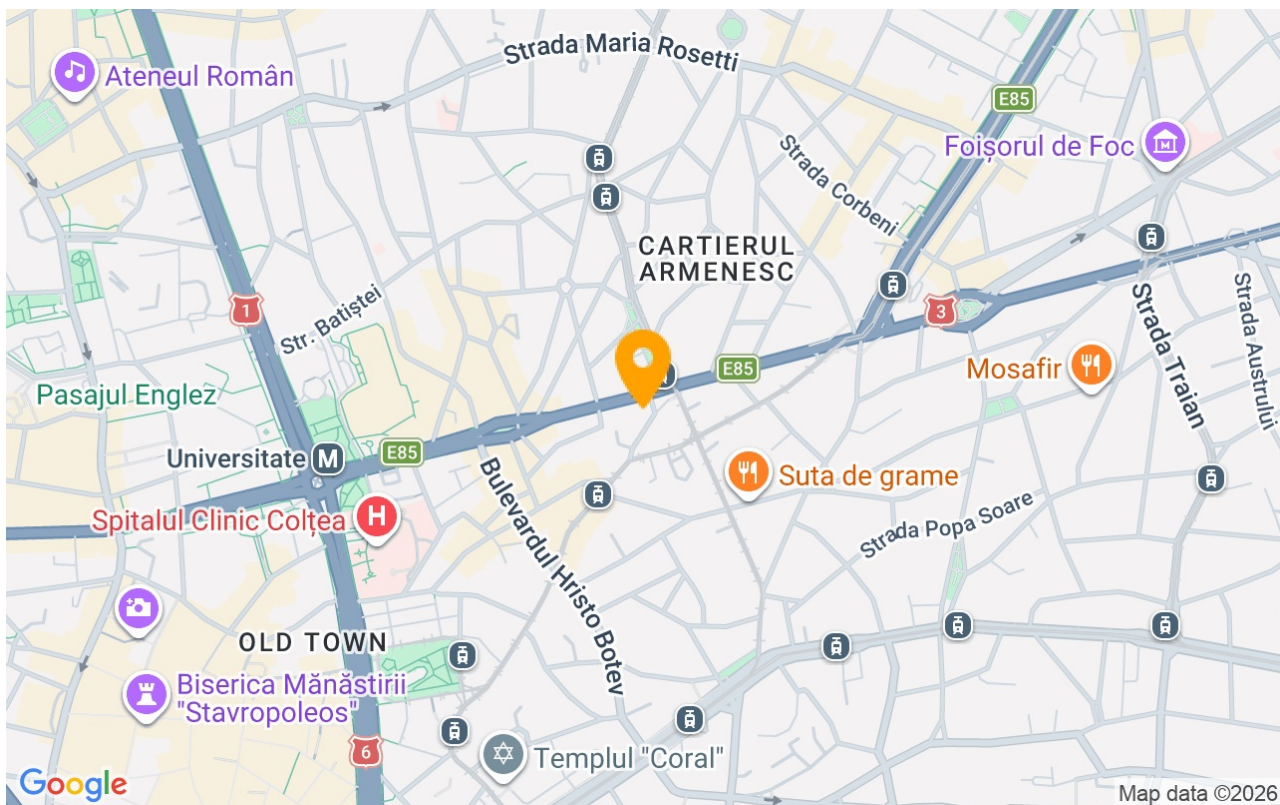 Strada Maria Rosetti
Ateneul Român
E85
Foișorul de Foc
Strada Corbeni
CARTIERUL
ARMENESC
1
Str. Batiștei
3
Strada Traian
Strada Austrului
E85
Mosafir
Pasajul Englez
Universitate
M
E85
Suta de grame
Spitalul Clinic Colțea
H
Bulevardul Hristo Botev
Strada Popa Soare
OLD TOWN
Biserica Mănăstirii
"Stavropoleos"
6
Templul "Coral"
Google
Map data ©2026